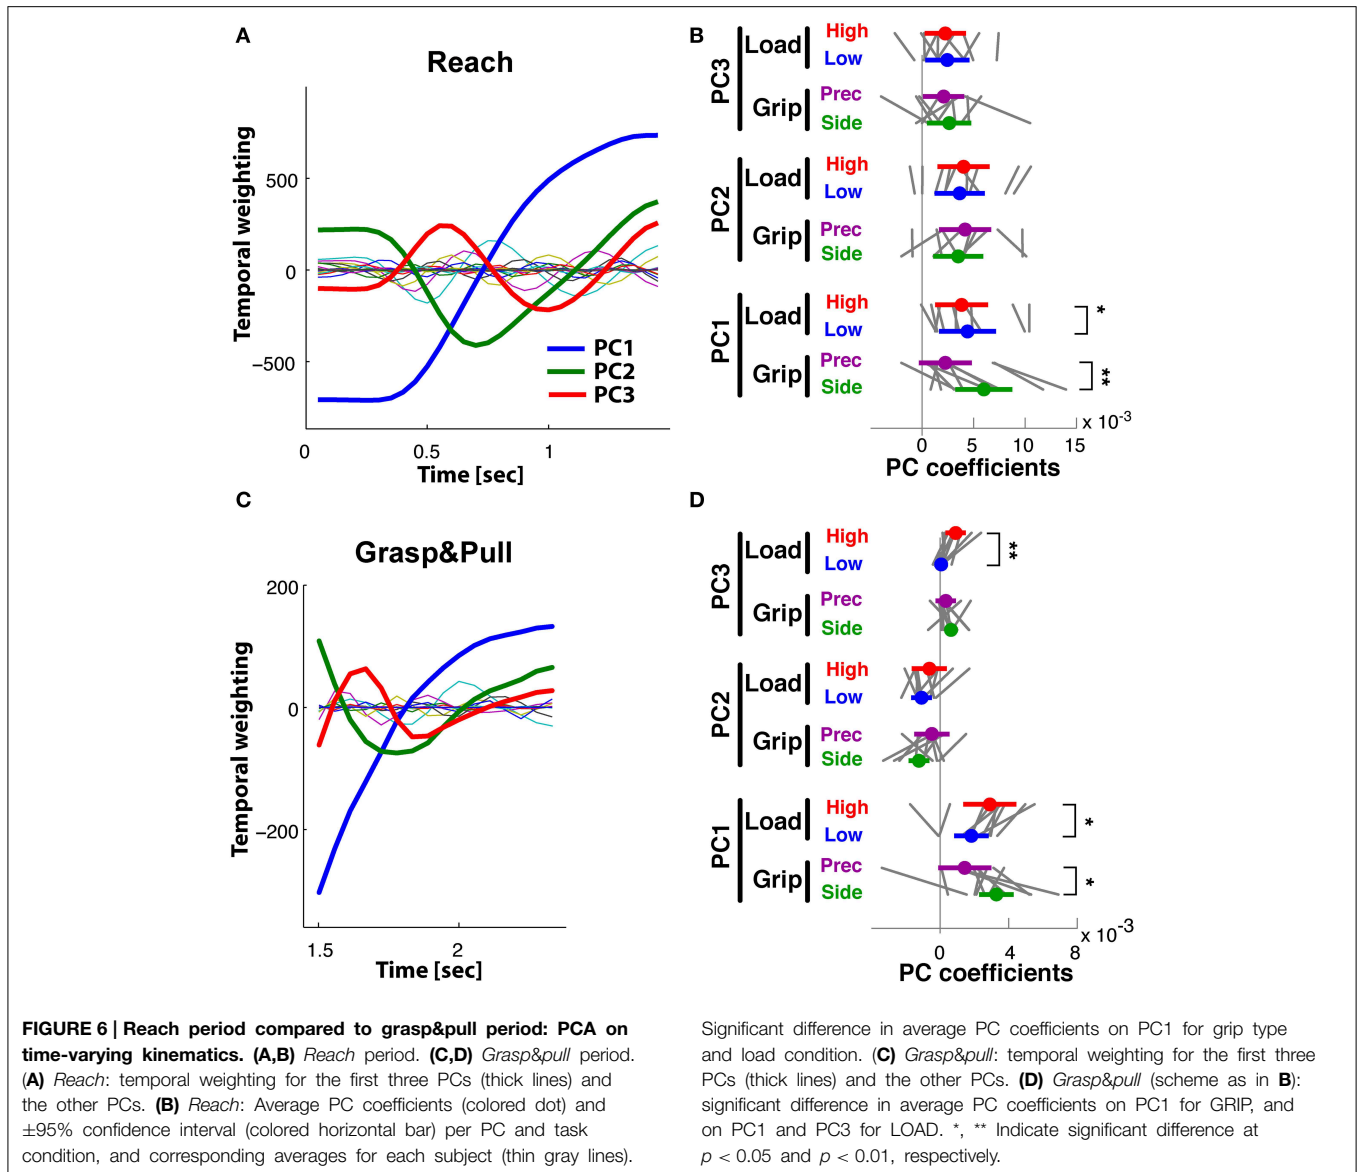 A
Reach
Temporal weighting
500
0
−500
PC1
PC2
PC3
0
0.5
1
Time [sec]
B
PC3
Load
High
Low
Grip
Prec
Side
PC2
Load
High
Low
Grip
Prec
Side
PC1
Load
High
Low
*
Grip
Prec
Side
**
0
5
10
15
x 10-3
PC coefficients
C
Grasp&Pull
Temporal weighting
200
0
−200
1.5
2
Time [sec]
D
PC3
Load
High
Low
**
Grip
Prec
Side
PC2
Load
High
Low
Grip
Prec
Side
PC1
Load
High
Low
*
Grip
Prec
Side
*
0
4
8
x 10-3
PC coefficients
FIGURE 6 | Reach period compared to grasp&pull period: PCA on
time-varying kinematics. (A,B) Reach period. (C,D) Grasp&pull period.
(A) Reach: temporal weighting for the first three PCs (thick lines) and
the other PCs. (B) Reach: Average PC coefficients (colored dot) and
±95% confidence interval (colored horizontal bar) per PC and task
condition, and corresponding averages for each subject (thin gray lines).
Significant difference in average PC coefficients on PC1 for grip type
and load condition. (C) Grasp&pull: temporal weighting for the first three
PCs (thick lines) and the other PCs. (D) Grasp&pull (scheme as in B):
significant difference in average PC coefficients on PC1 for GRIP, and
on PC1 and PC3 for LOAD. *, ** Indicate significant difference at
p < 0.05 and p < 0.01, respectively.